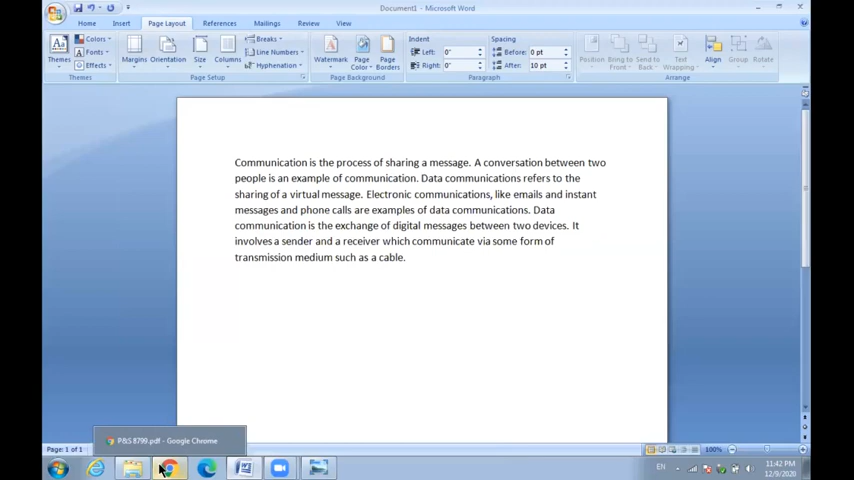 Document1 - Microsoft Word
Home Insert Page Layout References Mailings Review View
Themes
Colors
Fonts
Effects
Themes
Margins Orientation Size Columns
Breaks
Line Numbers
Hyphenation
Page Setup
Watermark Page Color Page Borders
Page Background
Indent
Left: 0"
Right: 0"
Spacing
Before: 0 pt
After: 10 pt
Paragraph
Position Bring to Front Send to Back Text Wrapping Align Group Rotate
Arrange
Communication is the process of sharing a message. A conversation between two
people is an example of communication. Data communications refers to the
sharing of a virtual message. Electronic communications, like emails and instant
messages and phone calls are examples of data communications. Data
communication is the exchange of digital messages between two devices. It
involves a sender and a receiver which communicate via some form of
transmission medium such as a cable.
P&S 8799.pdf - Google Chrome
Page: 1 of 1
100%
EN
11:42 PM
12/9/2020